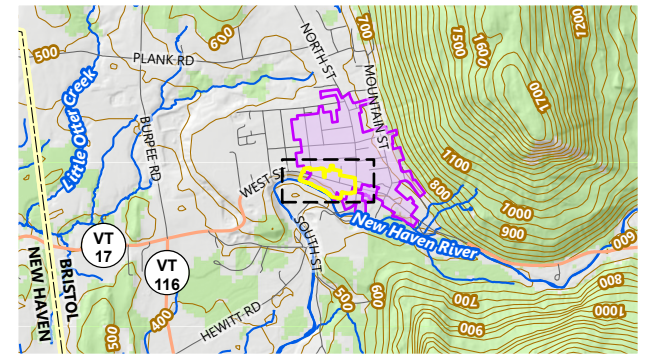 500
600
NORTH ST
700
MOUNTAIN ST
1500
1600
1200
1700
PLANK RD
Little Otter Creek
BURPEE RD
1100
800
1000
900
WEST ST
New Haven River
SOUTH ST
600
VT
17
VT
116
BRISTOL
NEW HAVEN
500
400
HEWITT RD
500
600
700
900
800
1000